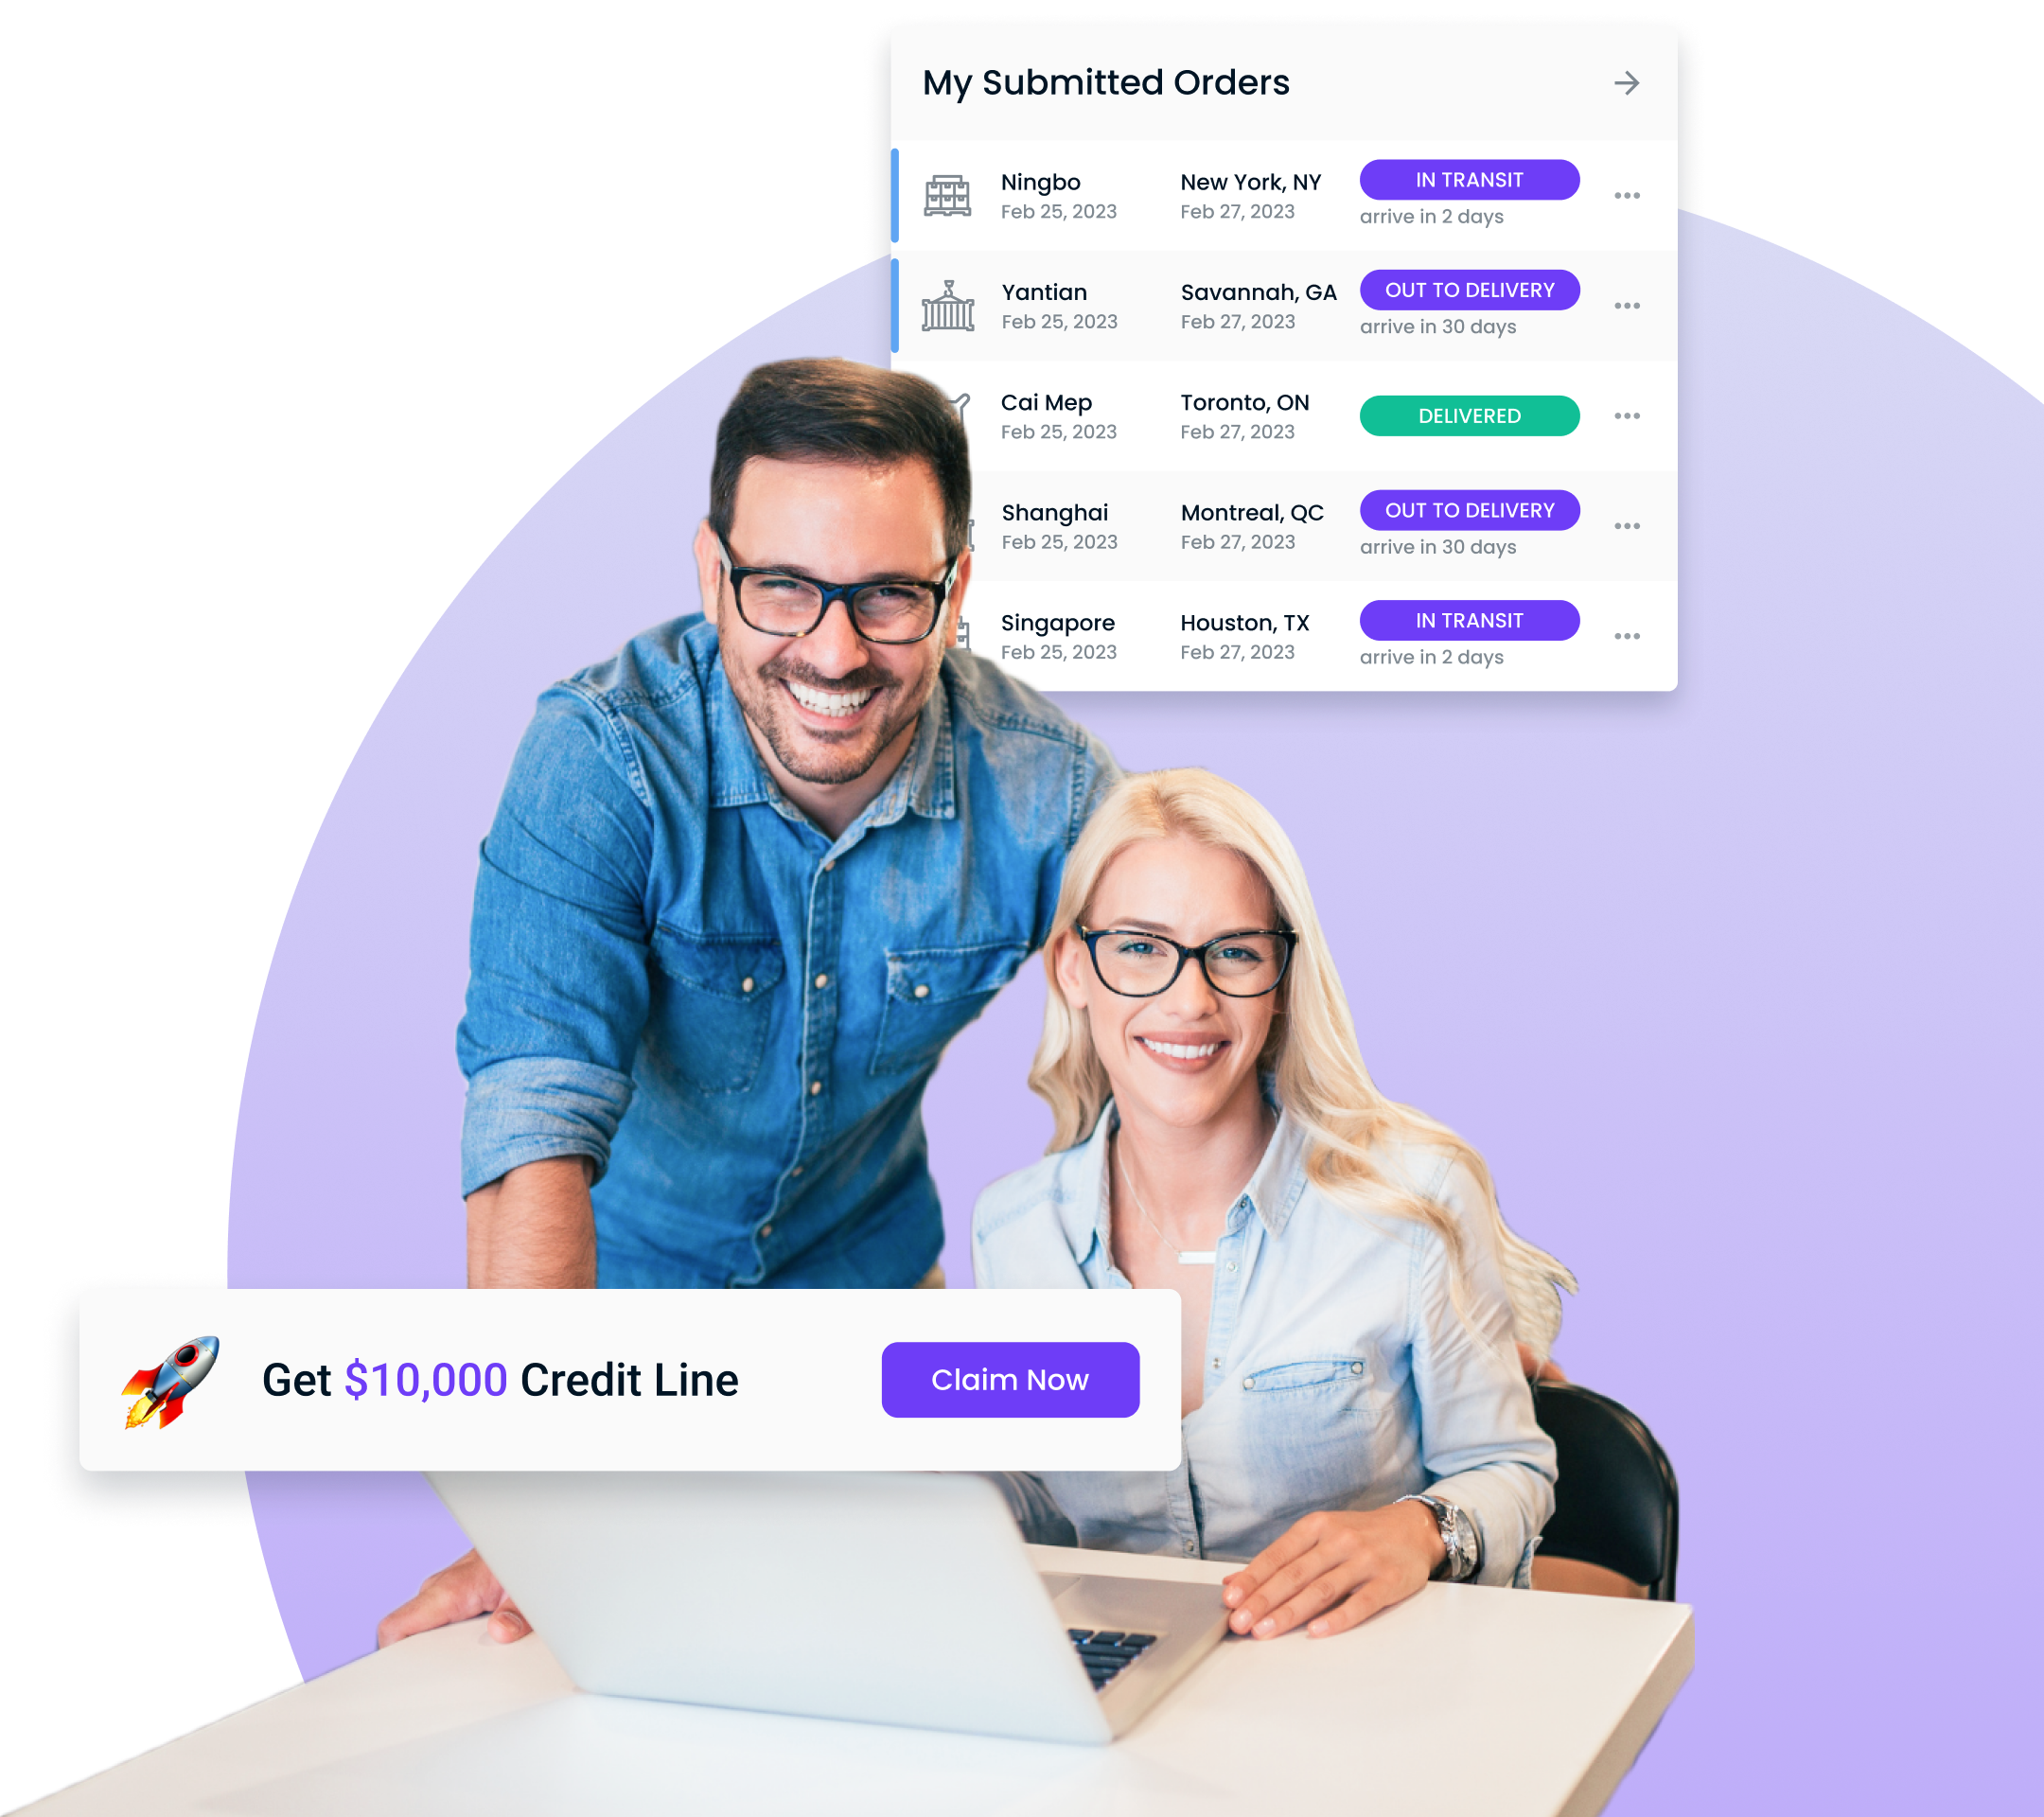 My Submitted Orders
Ningbo New York, NY IN TRANSIT
Feb 25, 2023 Feb 27, 2023 arrive in 2 days
Yantian Savannah, GA OUT TO DELIVERY
Feb 25, 2023 Feb 27, 2023 arrive in 30 days
Cai Mep Toronto, ON DELIVERED
Feb 25, 2023 Feb 27, 2023
Shanghai Montreal, QC OUT TO DELIVERY
Feb 25, 2023 Feb 27, 2023 arrive in 30 days
Singapore Houston, TX IN TRANSIT
Feb 25, 2023 Feb 27, 2023 arrive in 2 days
Get $10,000 Credit Line Claim Now